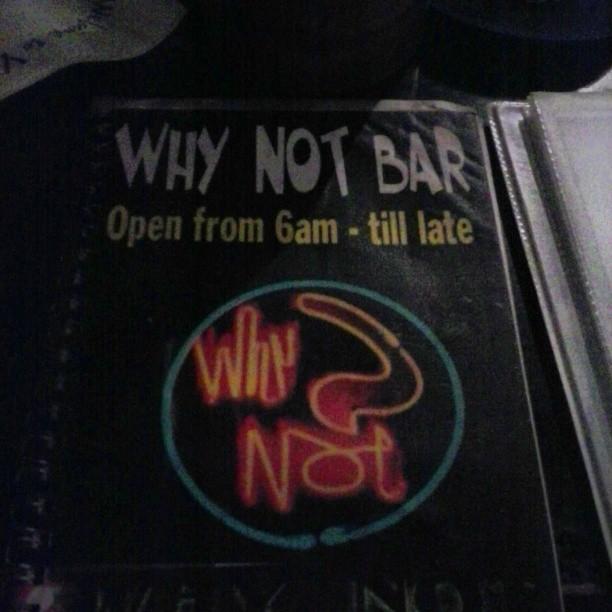 WHY NOT BAR
Open from 6am - till late
Why ?
Not